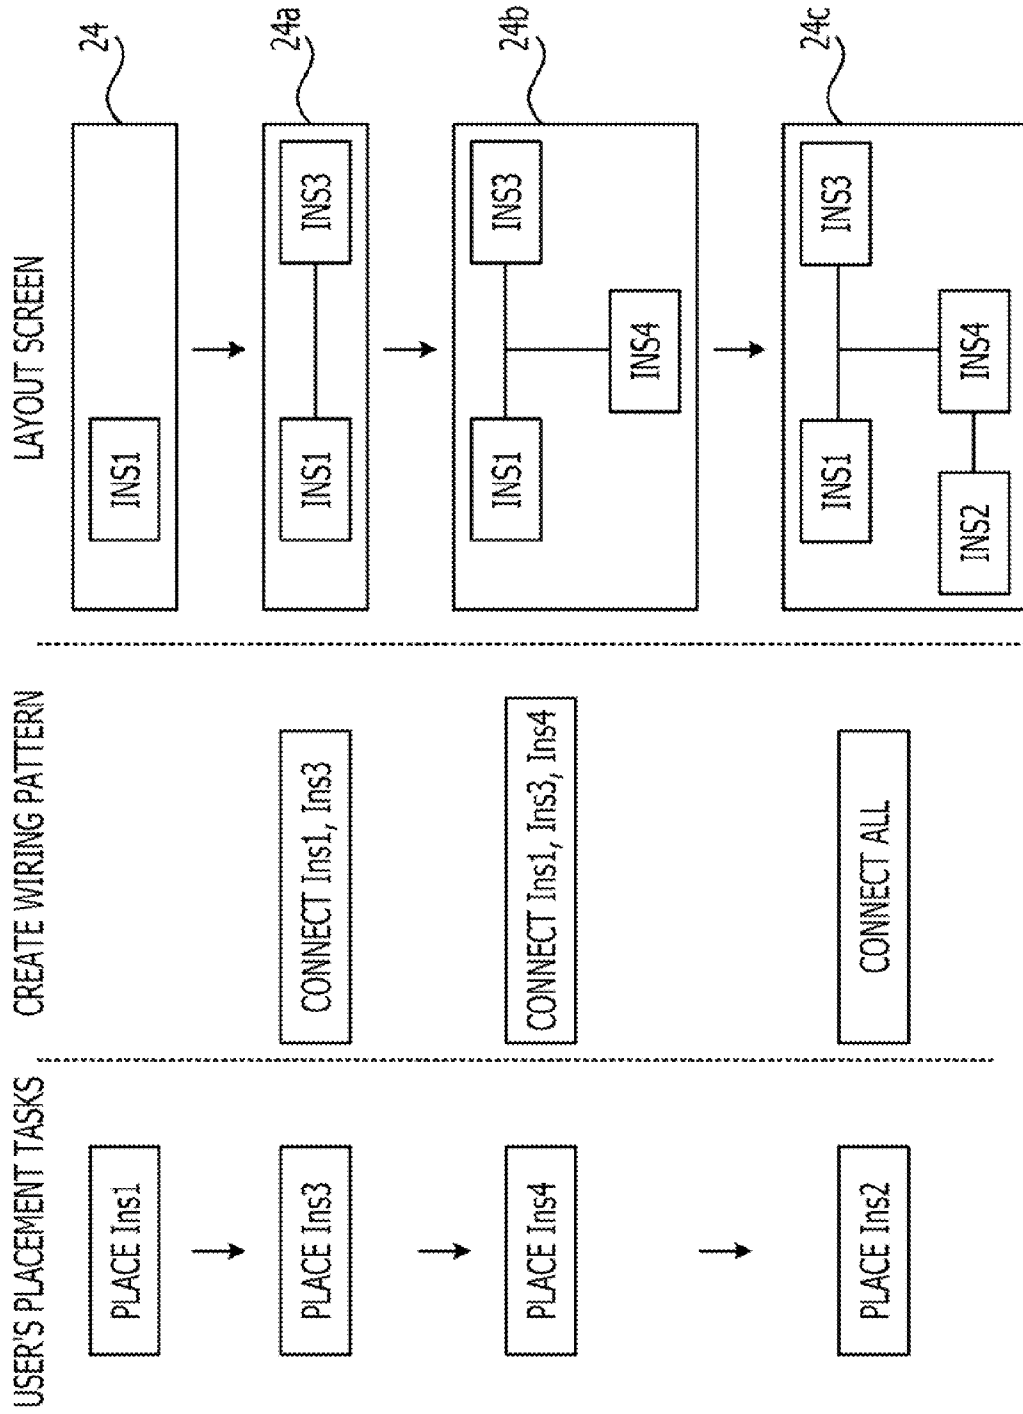 USER'S PLACEMENT TASKS
CREATE WIRING PATTERN
LAYOUT SCREEN
PLACE Ins1
INS1
24
PLACE Ins3
CONNECT Ins1, Ins3
INS1
INS3
24a
PLACE Ins4
CONNECT Ins1, Ins3, Ins4
INS1
INS3
INS4
24b
PLACE Ins2
CONNECT ALL
INS1
INS3
INS2
INS4
24c